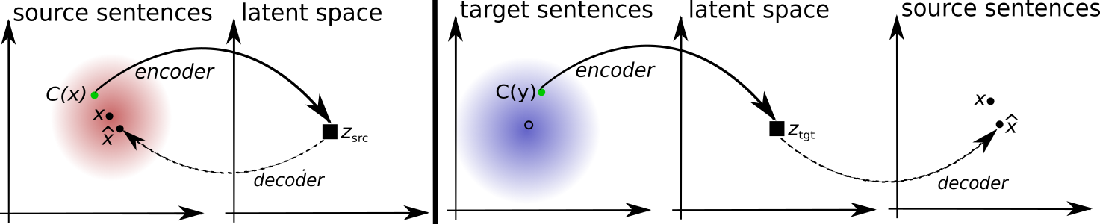 source sentences
latent space
C(x)
x
x̂
encoder
z_src
decoder
target sentences
latent space
source sentences
C(y)
encoder
z_tgt
x
x̂
decoder